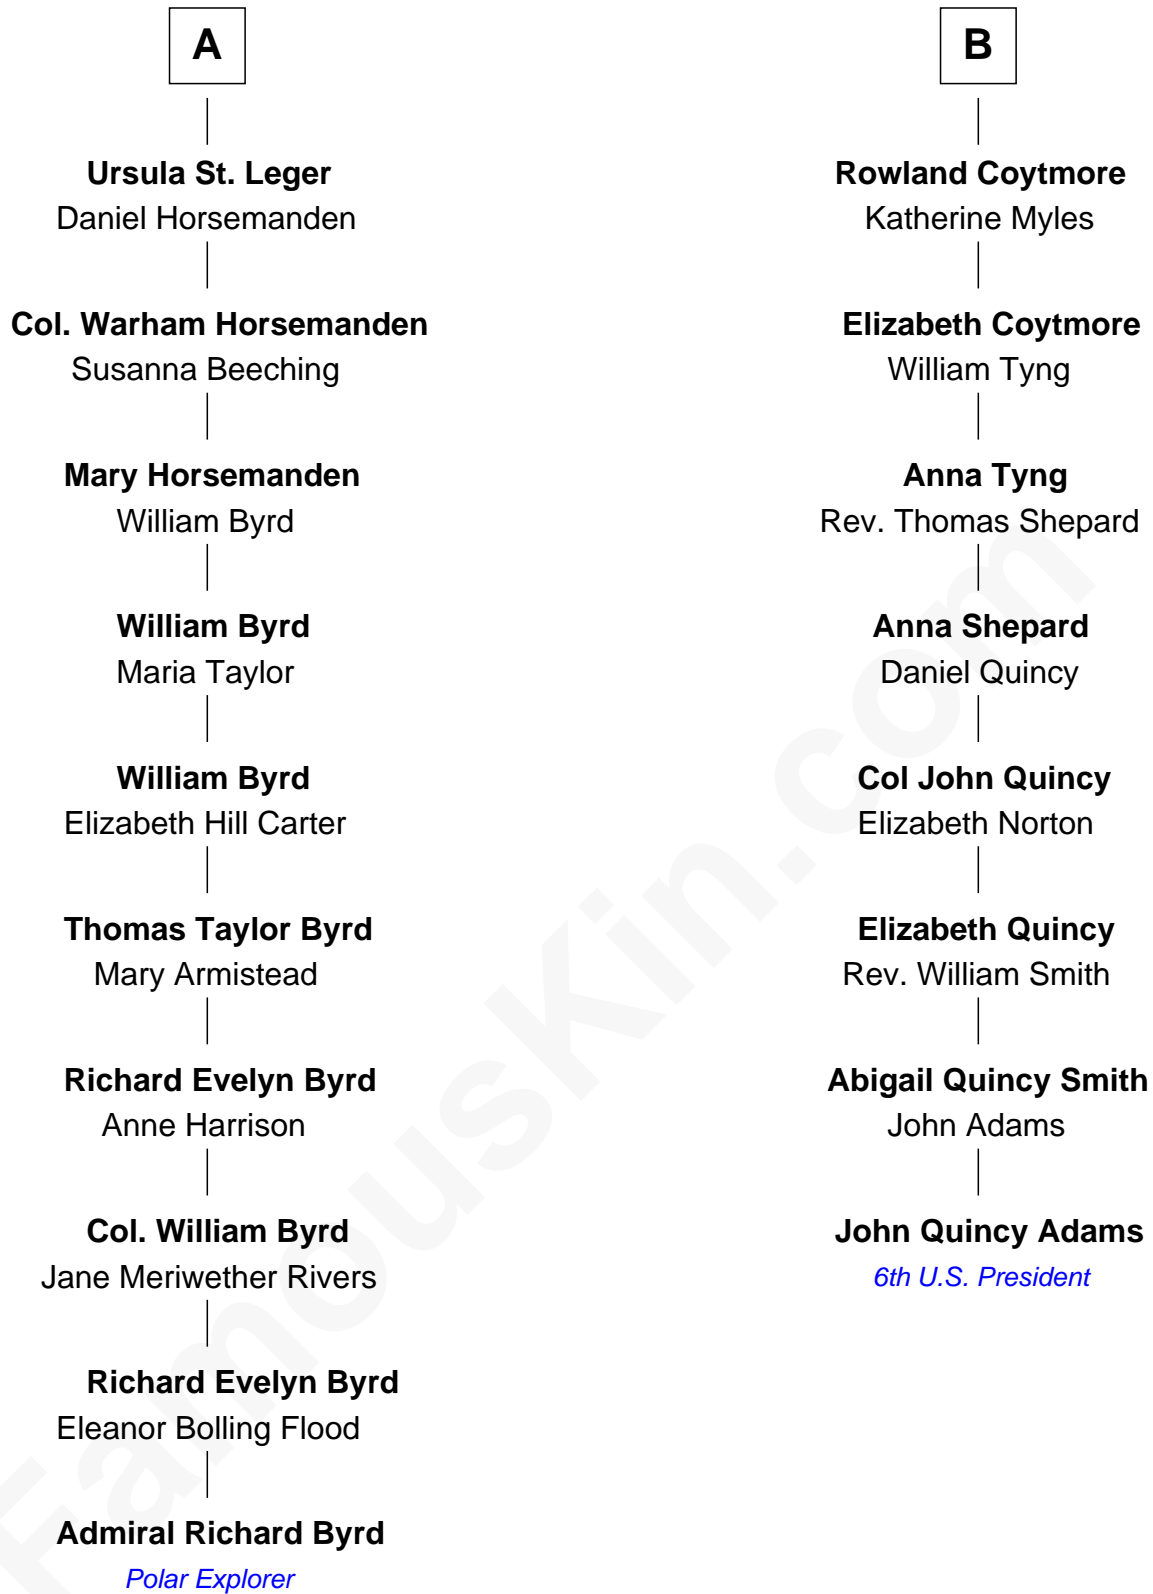 A
Ursula St. Leger
Daniel Horsemanden
Col. Warham Horsemanden
Susanna Beeching
Mary Horsemanden
William Byrd
William Byrd
Maria Taylor
William Byrd
Elizabeth Hill Carter
Thomas Taylor Byrd
Mary Armistead
Richard Evelyn Byrd
Anne Harrison
Col. William Byrd
Jane Meriwether Rivers
Richard Evelyn Byrd
Eleanor Bolling Flood
Admiral Richard Byrd
Polar Explorer
B
Rowland Coytmore
Katherine Myles
Elizabeth Coytmore
William Tyng
Anna Tyng
Rev. Thomas Shepard
Anna Shepard
Daniel Quincy
Col John Quincy
Elizabeth Norton
Elizabeth Quincy
Rev. William Smith
Abigail Quincy Smith
John Adams
John Quincy Adams
6th U.S. President
FamousKin.com